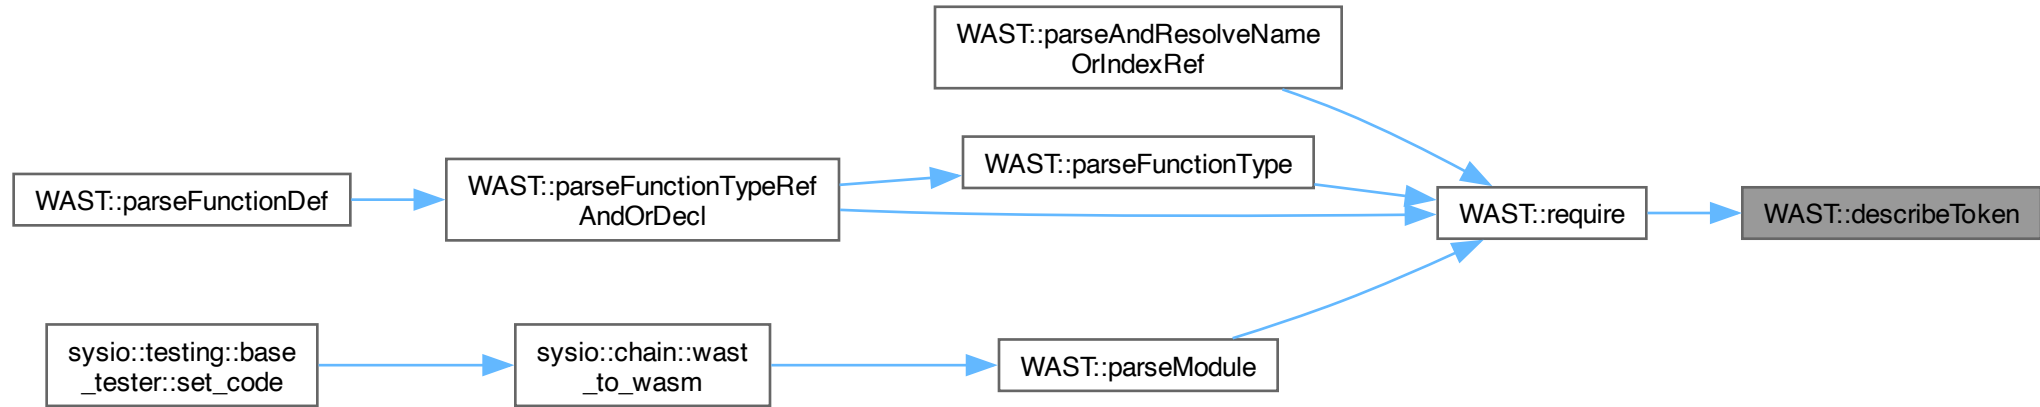 WAST::parseAndResolveName
OrIndexRef
WAST::parseFunctionType
WAST::parseFunctionDef
WAST::parseFunctionTypeRef
AndOrDecl
WAST::require
WAST::describeToken
sysio::testing::base
_tester::set_code
sysio::chain::wast
_to_wasm
WAST::parseModule